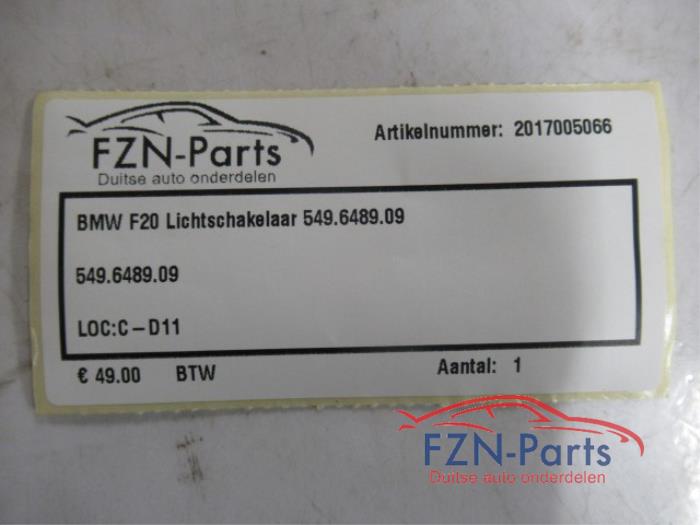 FZN-Parts
Duitse auto onderdelen
Artikelnummer: 2017005066
BMW F20 Lichtschakelaar 549.6489.09
549.6489.09
LOC:C-D11
€ 49.00 BTW Aantal: 1
FZN-Parts
Duitse auto onderdelen